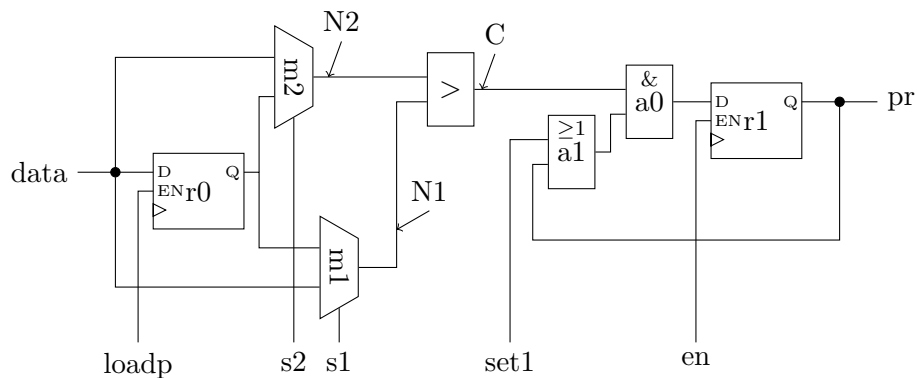 N2
C
m2
>
&
a0
pr
D
Q
EN
r1
≥1
a1
data
D
Q
EN
r0
N1
m1
loadp
s2
s1
set1
en